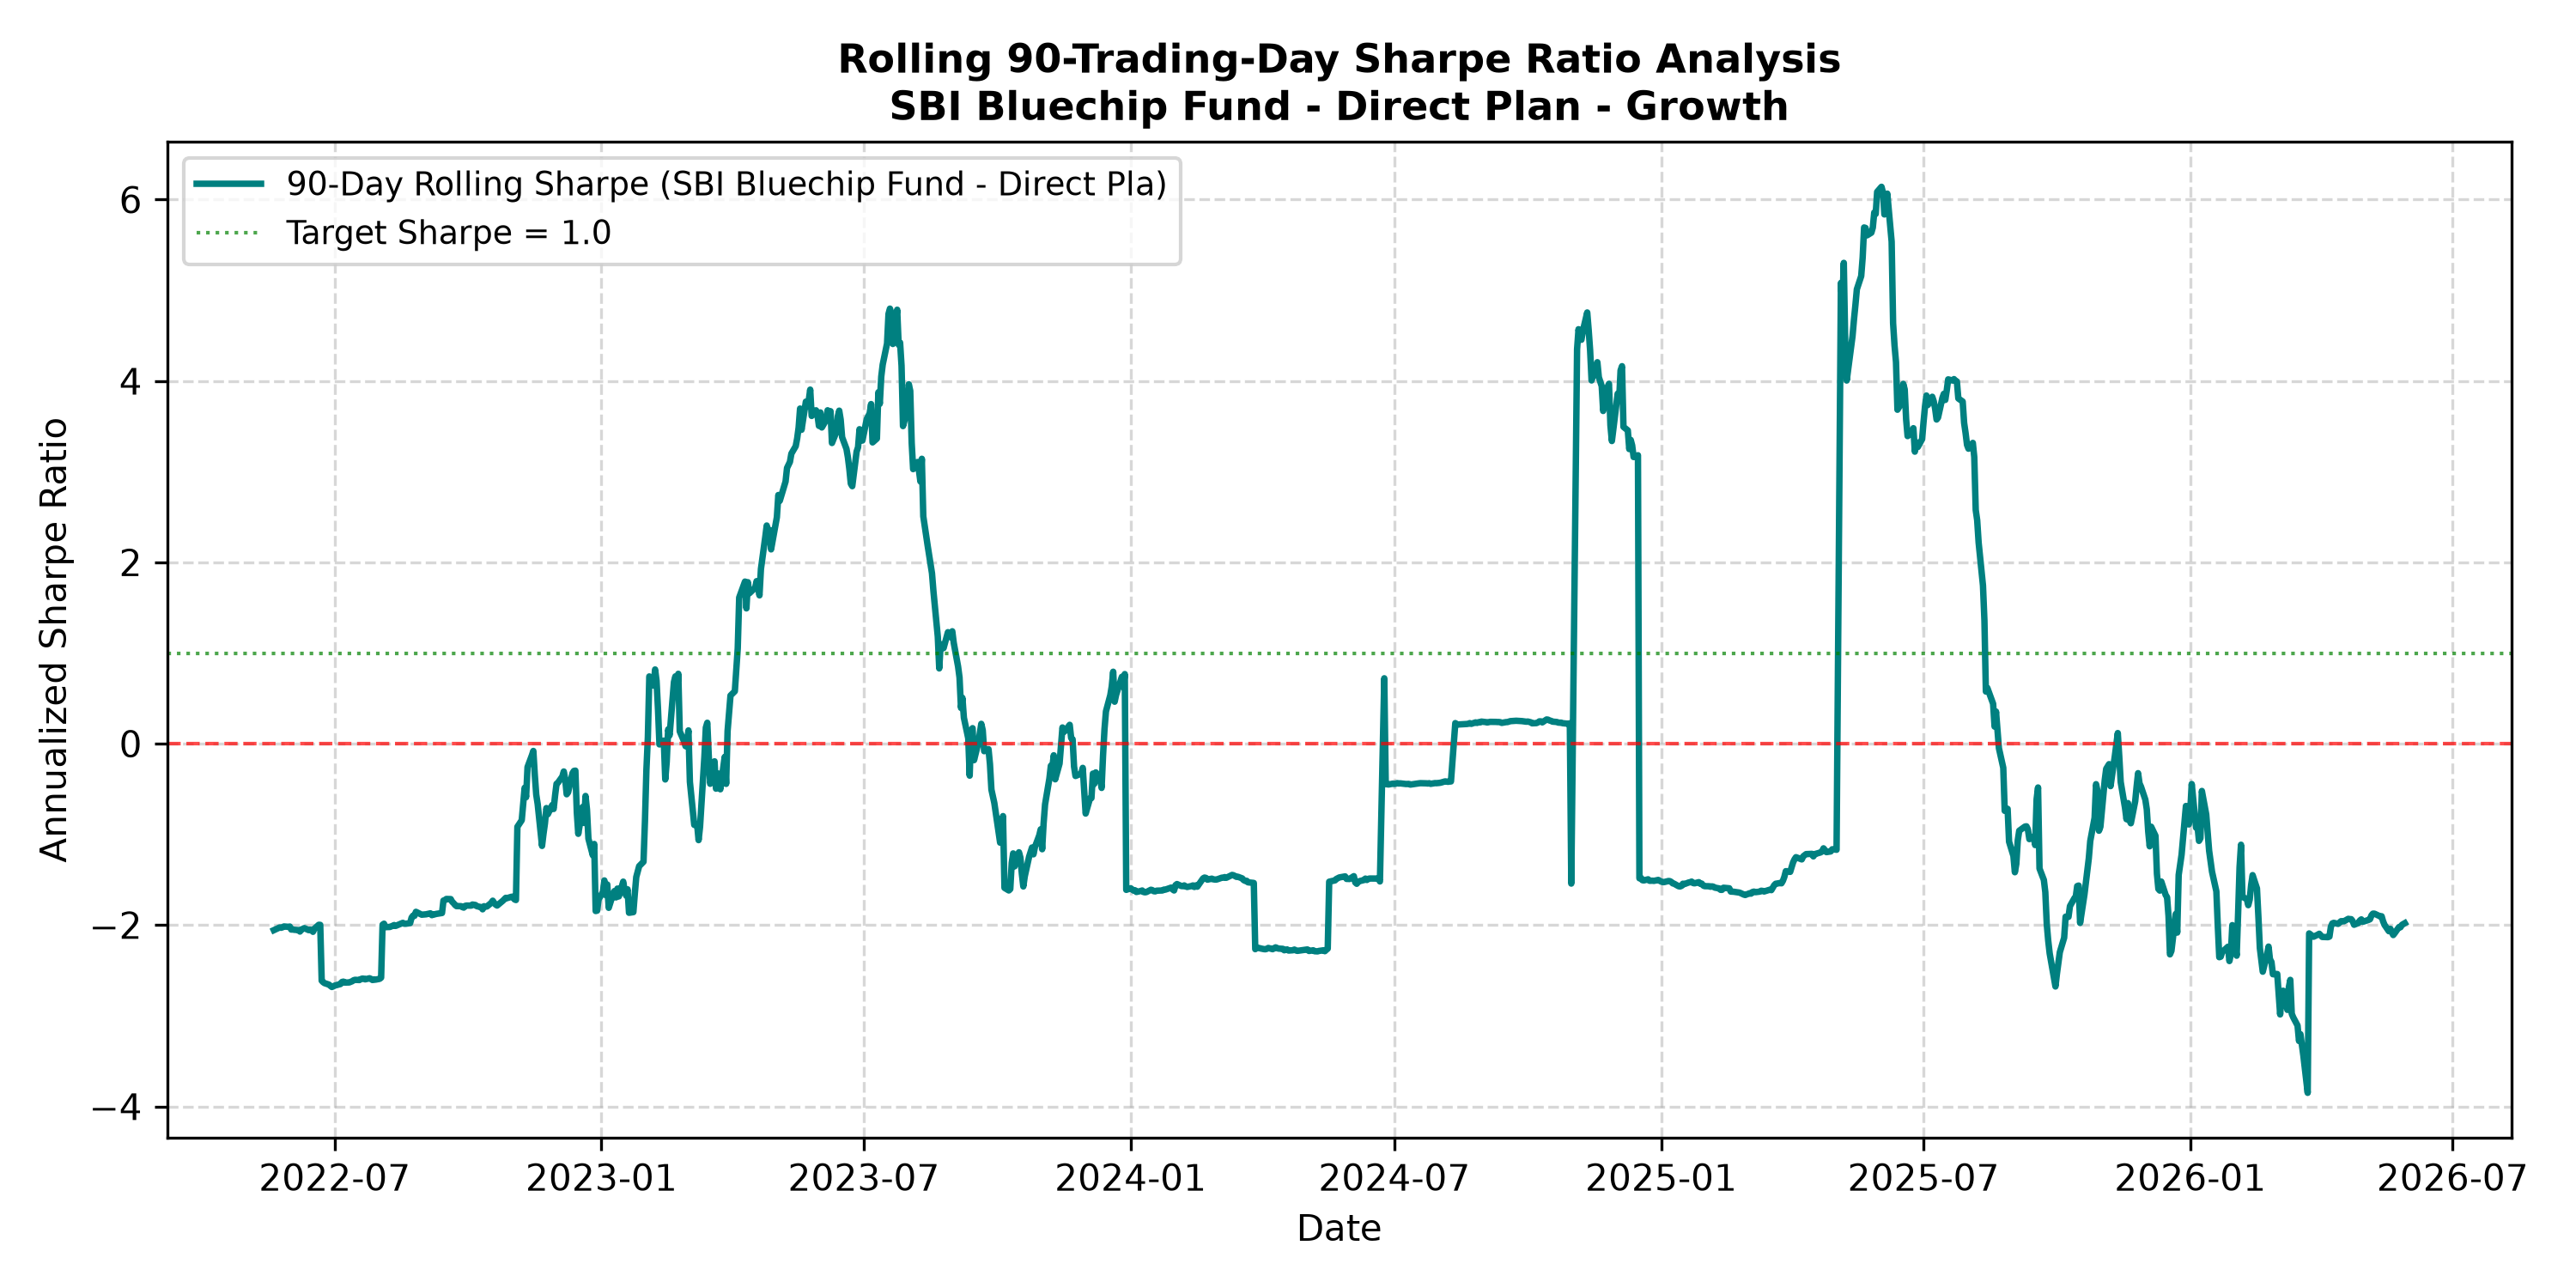 Rolling 90-Trading-Day Sharpe Ratio Analysis
SBI Bluechip Fund - Direct Plan - Growth
90-Day Rolling Sharpe (SBI Bluechip Fund - Direct Pla)
Target Sharpe = 1.0
Annualized Sharpe Ratio
6
4
2
0
−2
−4
2022-07
2023-01
2023-07
2024-01
2024-07
2025-01
2025-07
2026-01
2026-07
Date